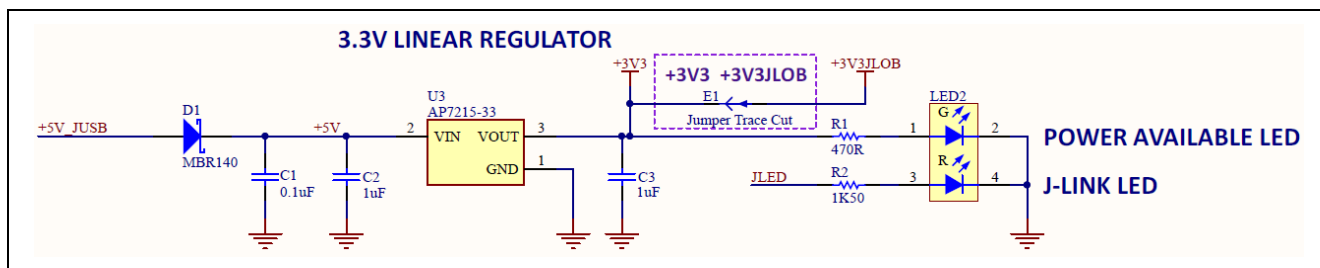 3.3V LINEAR REGULATOR
+3V3
+3V3 +3V3JLOB
+3V3JLOB
E1
Jumper Trace Cut
U3
AP7215-33
LED2
D1
+5V_JUSB
MBR140
+5V
2
VIN
VOUT
3
GND
1
R1
470R
1
G
2
POWER AVAILABLE LED
C1
0.1uF
C2
1uF
C3
1uF
JLED
R2
1K50
3
R
4
J-LINK LED